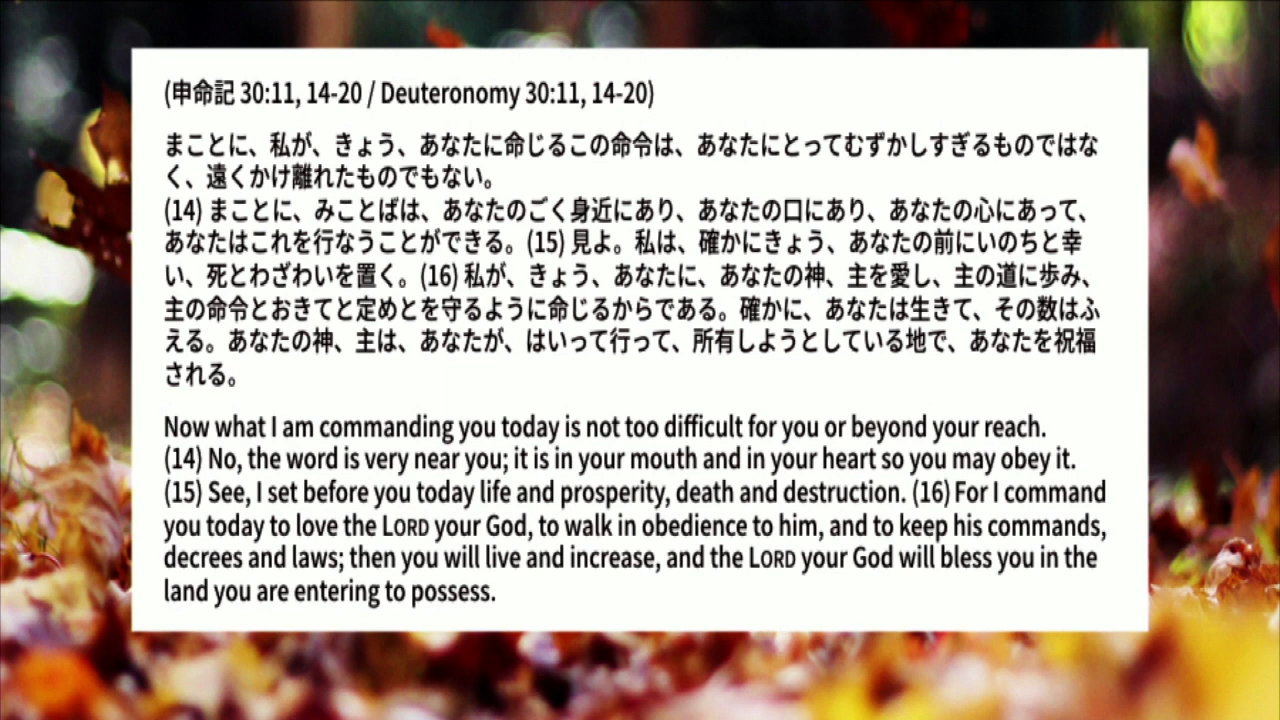 (申命記 30:11, 14-20 / Deuteronomy 30:11, 14-20)
まことに、私が、きょう、あなたに命じるこの命令は、あなたにとってむずかしすぎるものではな
く、遠くかけ離れたものでもない。
(14) まことに、みことばは、あなたのごく身近にあり、あなたの口にあり、あなたの心にあって、
あなたはこれを行なうことができる。(15) 見よ。私は、確かにきょう、あなたの前にいのちと幸
い、死とわざわいを置く。(16) 私が、きょう、あなたに、あなたの神、主を愛し、主の道に歩み、
主の命令とおきてと定めとを守るように命じるからである。確かに、あなたは生きて、その数はふ
える。あなたの神、主は、あなたが、はいって行って、所有しようとしている地で、あなたを祝福
される。
Now what I am commanding you today is not too difficult for you or beyond your reach.
(14) No, the word is very near you; it is in your mouth and in your heart so you may obey it.
(15) See, I set before you today life and prosperity, death and destruction. (16) For I command
you today to love the LORD your God, to walk in obedience to him, and to keep his commands,
decrees and laws; then you will live and increase, and the LORD your God will bless you in the
land you are entering to possess.